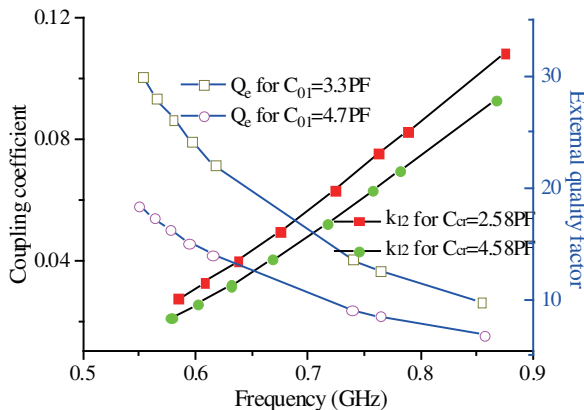 0.12
0.08
0.04
Coupling coefficient
Qe for C01=3.3PF
Qe for C01=4.7PF
k12 for Ccr=2.58PF
k12 for Ccr=4.58PF
30
20
10
External quality factor
0.5 0.6 0.7 0.8 0.9
Frequency (GHz)